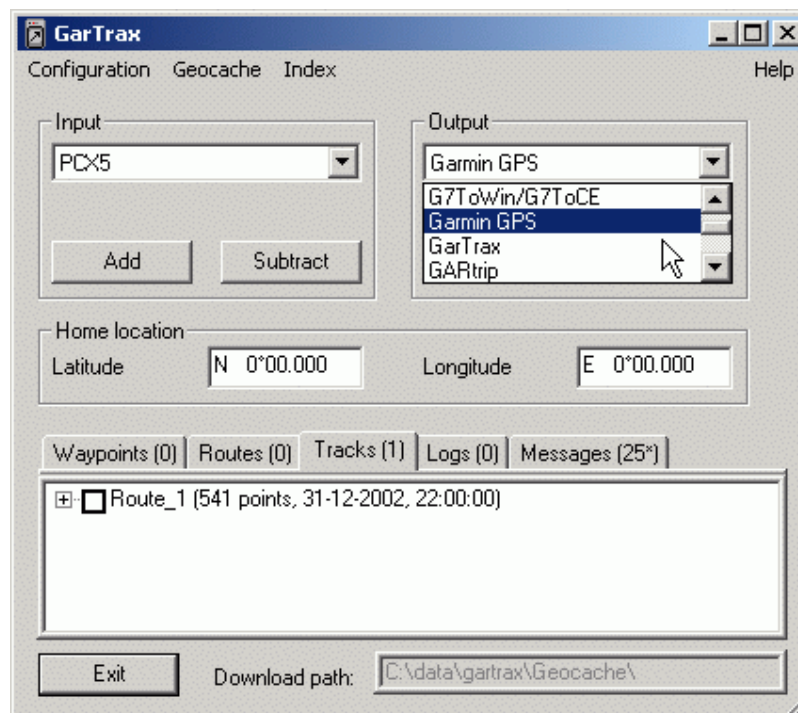 GarTrax
Configuration Geocache Index Help
Input
PCX5
Add Subtract
Output
Garmin GPS
G7ToWin/G7ToCE
Garmin GPS
GarTrax
GARtrip
Home location
Latitude N 0°00.000 Longitude E 0°00.000
Waypoints (0) Routes (0) Tracks (1) Logs (0) Messages (25*)
Route_1 (541 points, 31-12-2002, 22:00:00)
Exit Download path: C:\data\gartrax\Geocache\